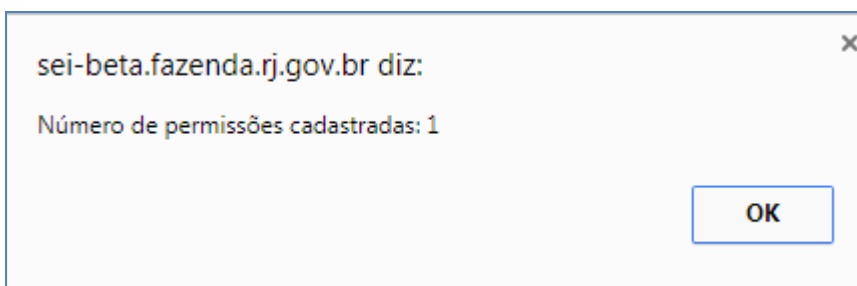 sei-beta.fazenda.rj.gov.br diz:
Número de permissões cadastradas: 1
OK